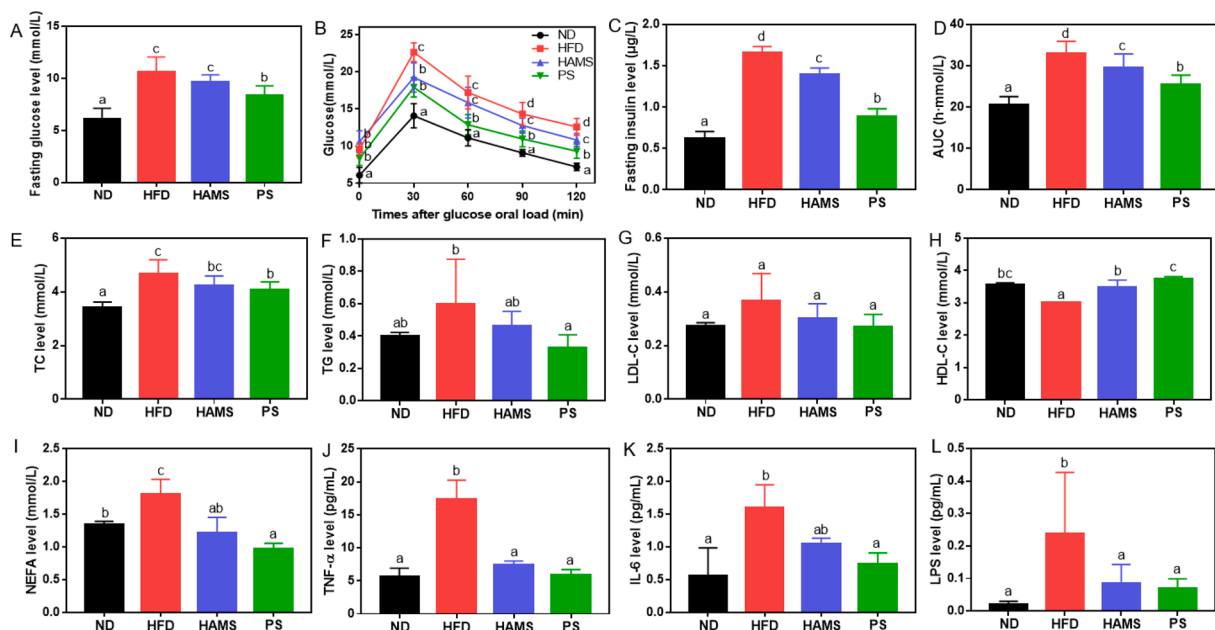 A
Fasting glucose level (mmol/L)
15
10
5
0
a
c
c
b
ND
HFD
HAMS
PS
B
Glucose(mmol/L)
25
20
15
10
5
ND
HFD
HAMS
PS
b
b
b
a
c
b
b
a
c
c
a
a
d
c
b
a
d
c
b
a
0
30
60
90
120
Times after glucose oral load (min)
C
Fasting insulin level (μg/L)
2.0
1.5
1.0
0.5
0.0
a
d
c
b
ND
HFD
HAMS
PS
D
AUC (h·mmol/L)
40
30
20
10
0
a
d
c
b
ND
HFD
HAMS
PS
E
TC level (mmol/L)
6
4
2
0
a
c
bc
b
ND
HFD
HAMS
PS
F
TG level (mmol/L)
1.0
0.8
0.6
0.4
0.2
0.0
ab
b
ab
a
ND
HFD
HAMS
PS
G
LDL-C level (mmol/L)
0.6
0.4
0.2
0.0
a
a
a
a
ND
HFD
HAMS
PS
H
HDL-C level (mmol/L)
5
4
3
2
1
0
bc
a
b
c
ND
HFD
HAMS
PS
I
NEFA level (mmol/L)
2.5
2.0
1.5
1.0
0.5
0.0
b
c
ab
a
ND
HFD
HAMS
PS
J
TNF-α level (pg/mL)
25
20
15
10
5
0
a
b
a
a
ND
HFD
HAMS
PS
K
IL-6 level (pg/mL)
2.5
2.0
1.5
1.0
0.5
0.0
a
b
ab
a
ND
HFD
HAMS
PS
L
LPS level (pg/mL)
0.5
0.4
0.3
0.2
0.1
0.0
a
b
a
a
ND
HFD
HAMS
PS